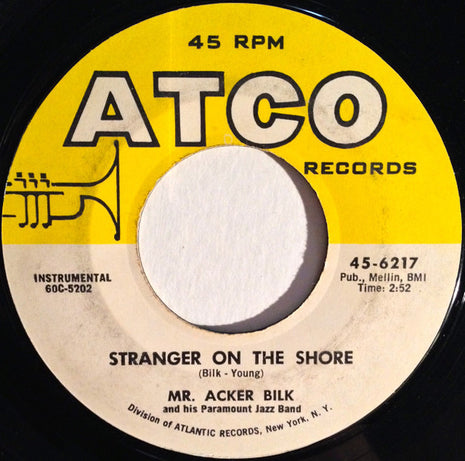 45 RPM
ATCO
RECORDS
INSTRUMENTAL
60C-5202
45-6217
Pub., Mellin, BMI
Time: 2:52
STRANGER ON THE SHORE
(Bilk - Young)
MR. ACKER BILK
and his Paramount Jazz Band
Division of ATLANTIC RECORDS, New York, N. Y.